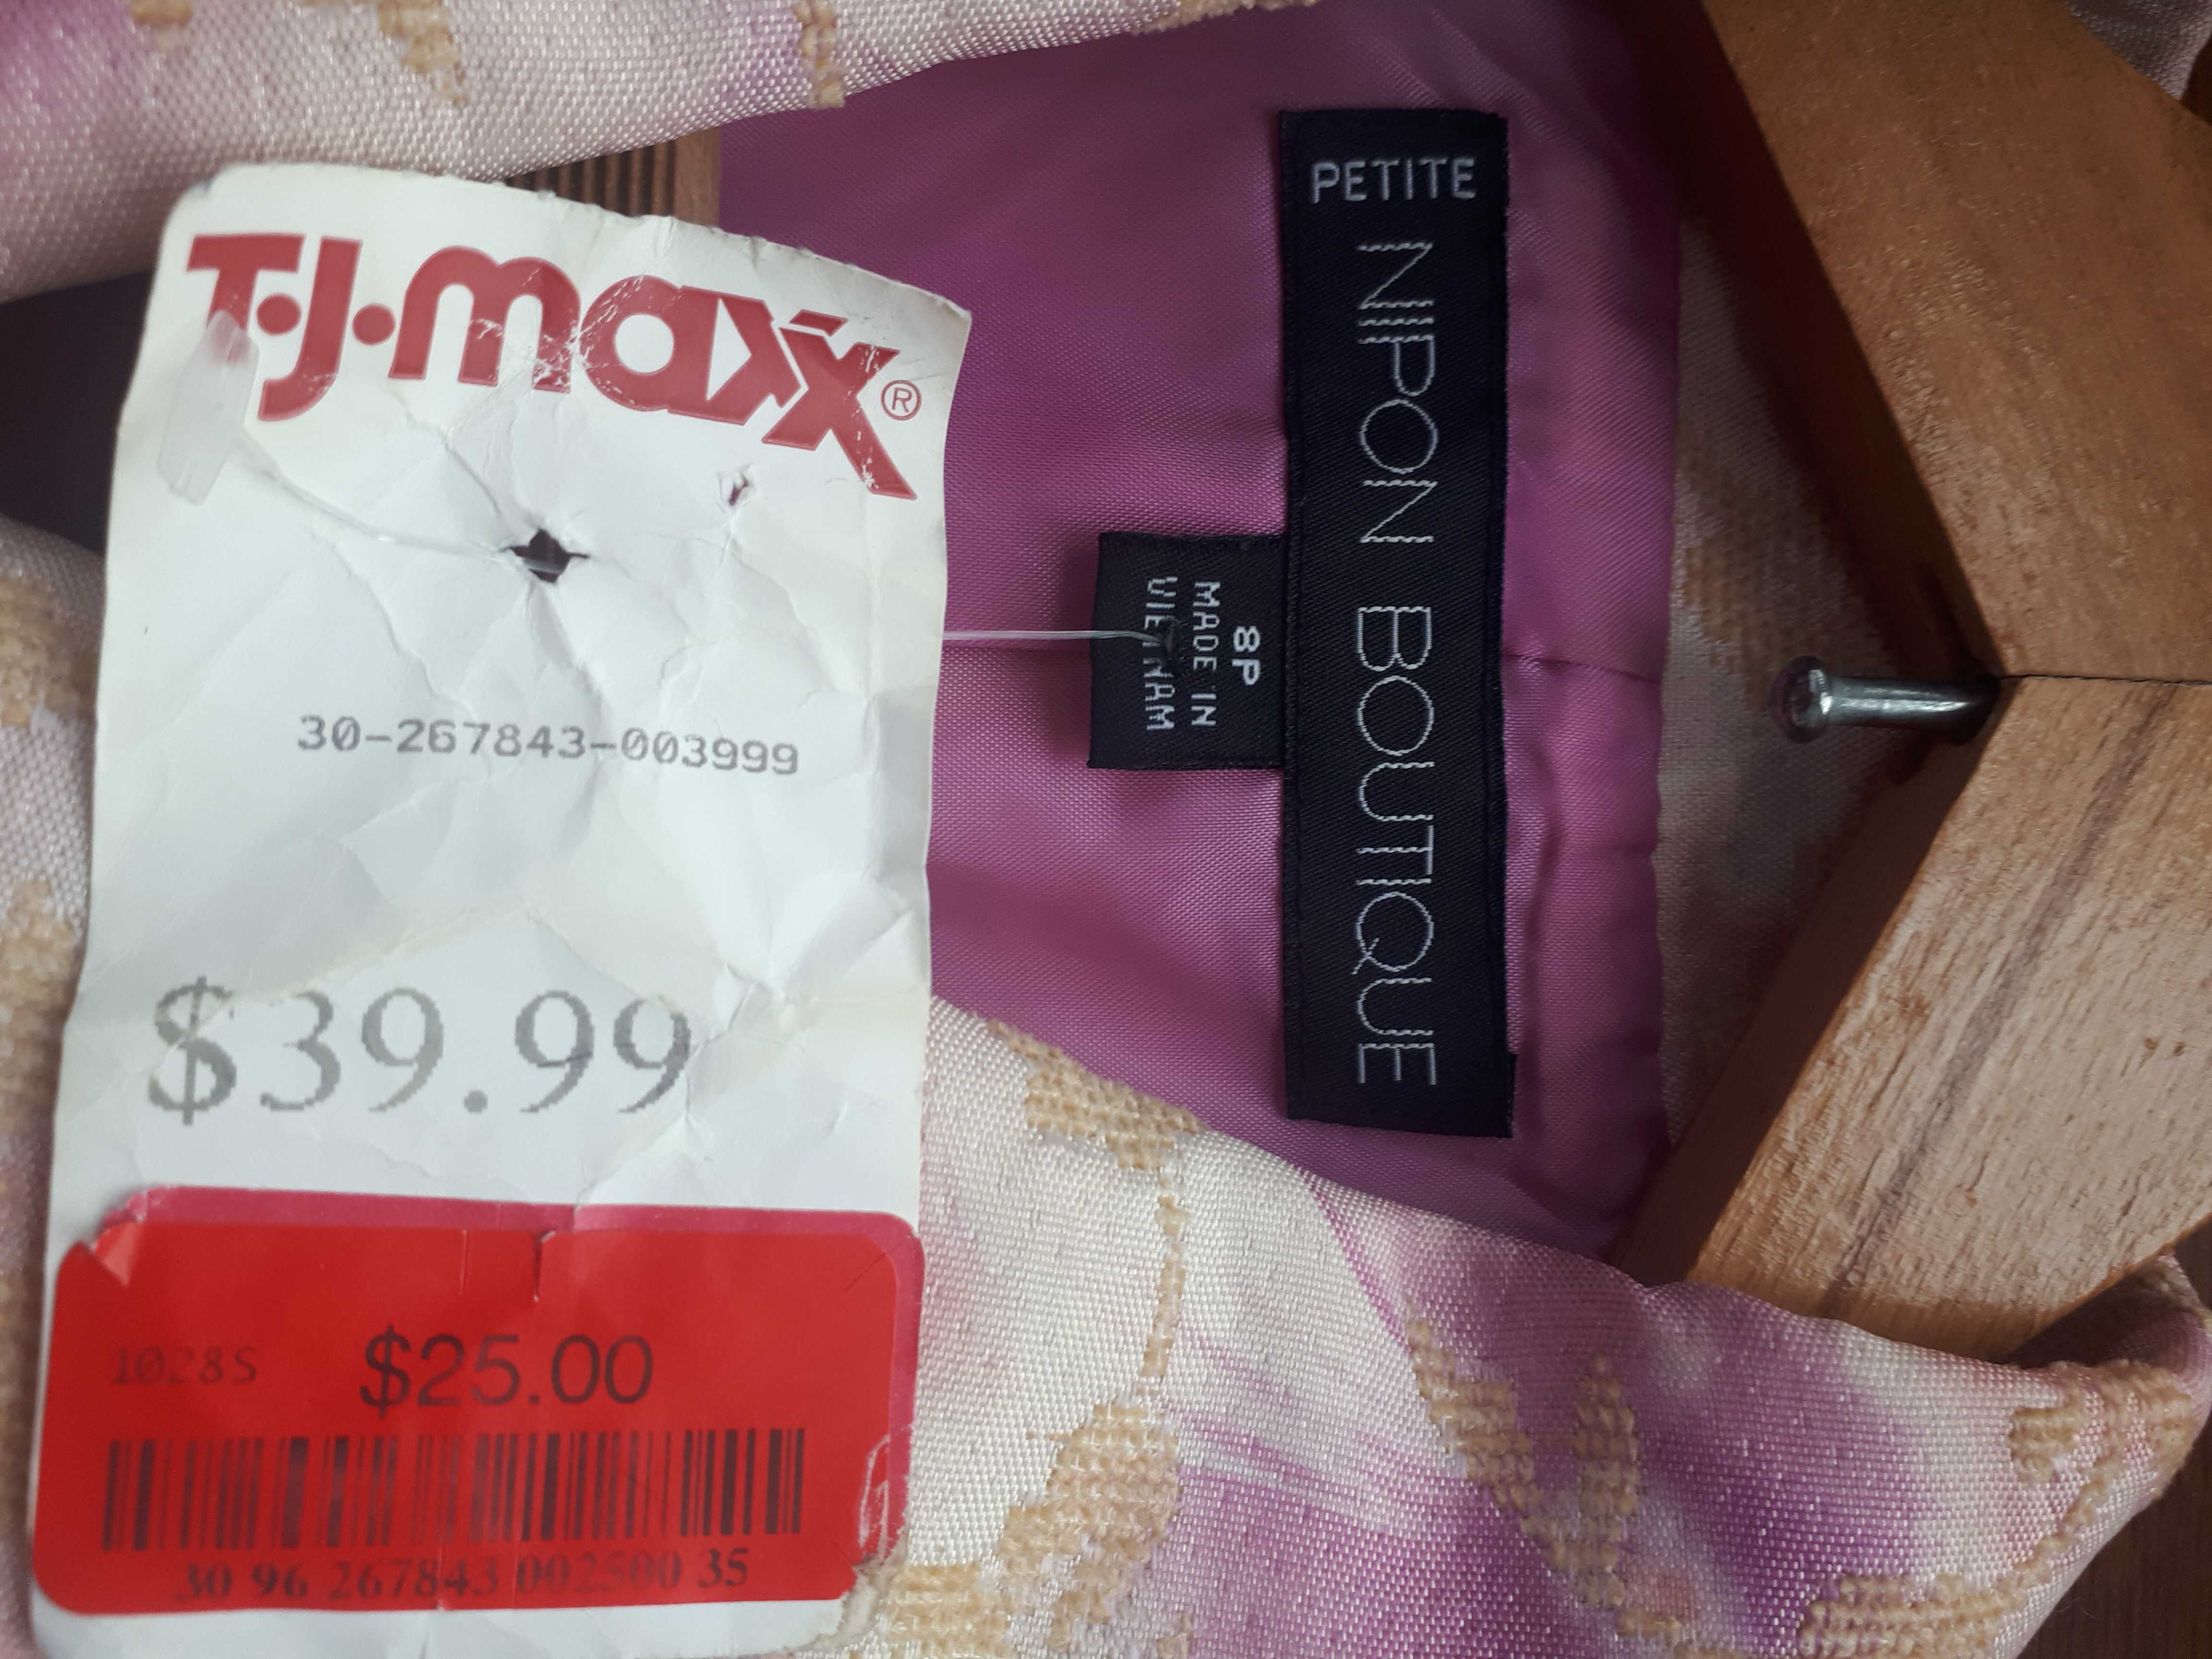 T·J·maxx®
30-267843-003999
$39.99
1028S $25.00
30 96 267843 002500 35
PETITE
NIPON BOUTIQUE
8P
MADE IN
VIETNAM